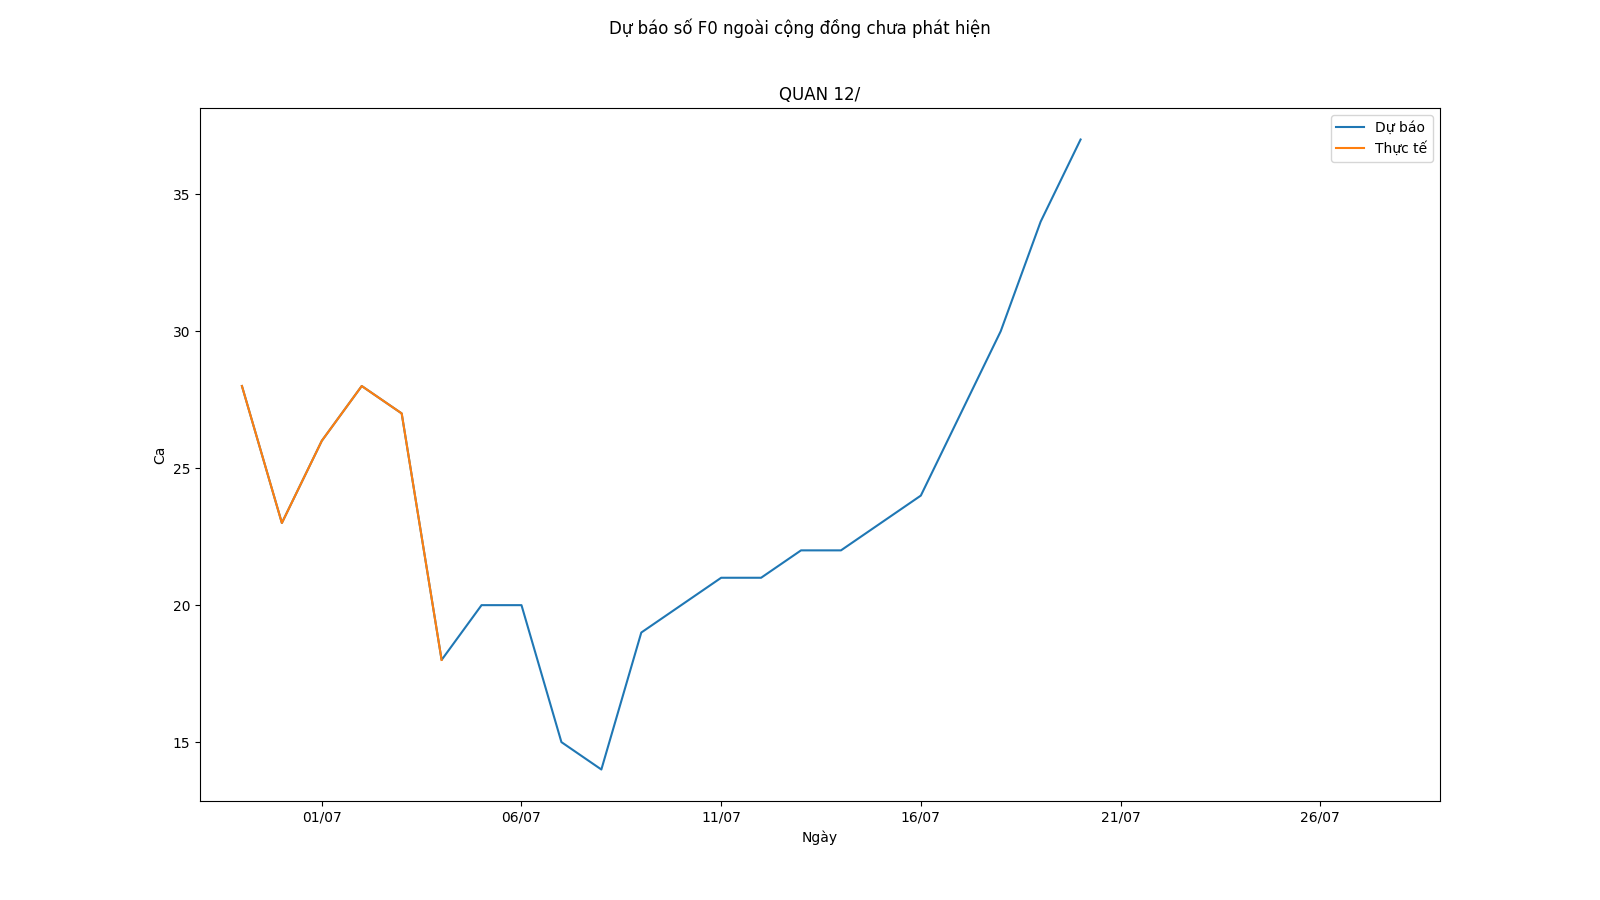 Dự báo số F0 ngoài cộng đồng chưa phát hiện
QUAN 12/
Dự báo
Thực tế
35
30
25
20
15
Ca
01/07 06/07 11/07 16/07 21/07 26/07
Ngày